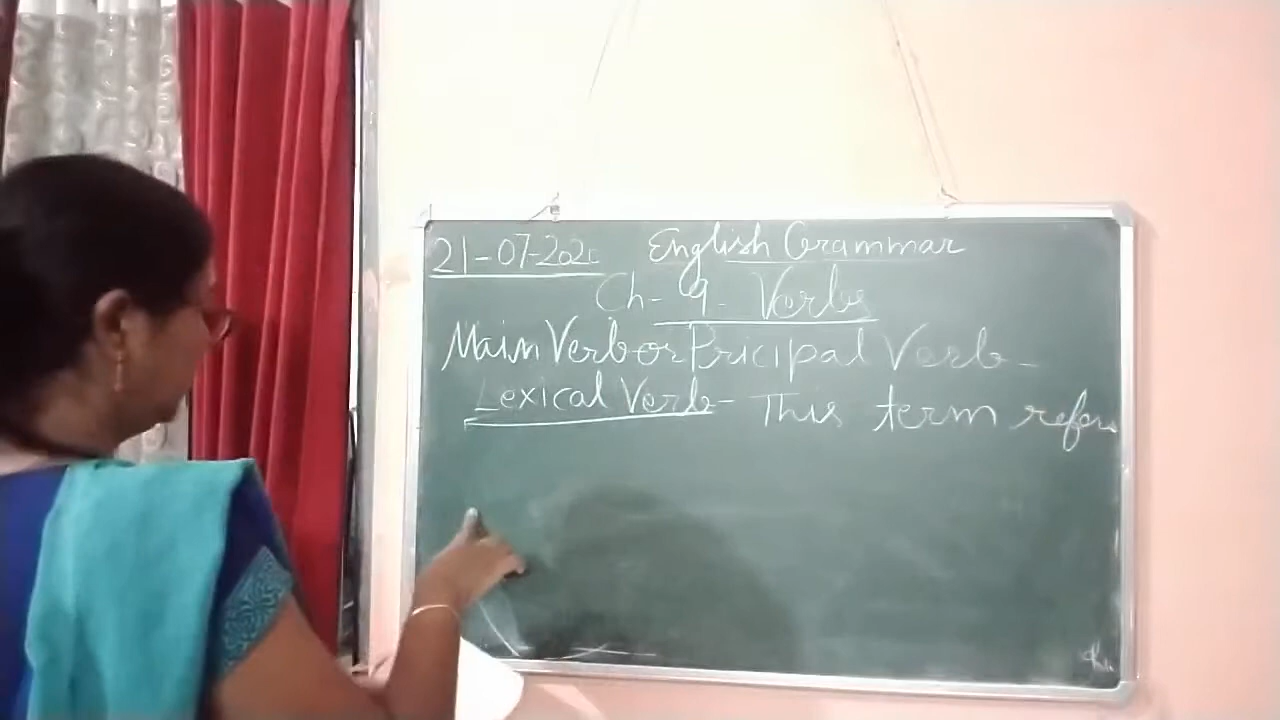 21-07-2020 English Grammar
Ch- 9- Verbs
Main Verb or Pricipal Verb-
Lexical Verb- This term refers